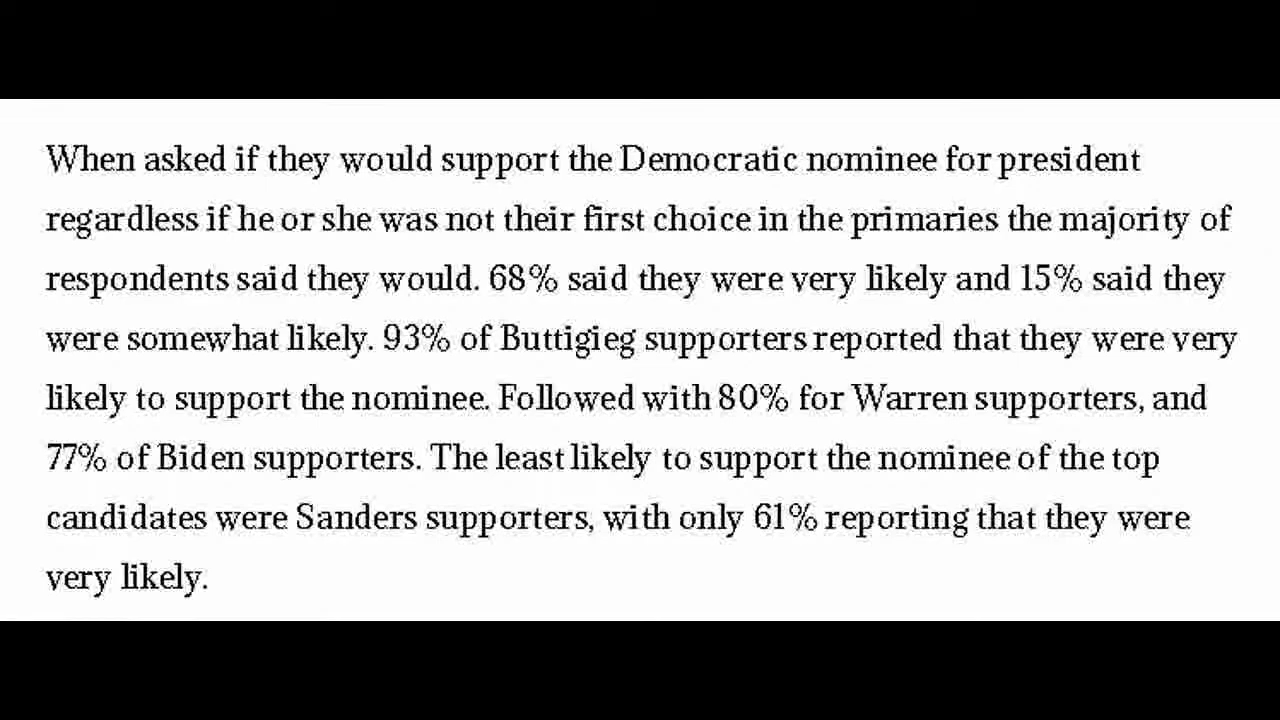 When asked if they would support the Democratic nominee for president
regardless if he or she was not their first choice in the primaries the majority of
respondents said they would. 68% said they were very likely and 15% said they
were somewhat likely. 93% of Buttigieg supporters reported that they were very
likely to support the nominee. Followed with 80% for Warren supporters, and
77% of Biden supporters. The least likely to support the nominee of the top
candidates were Sanders supporters, with only 61% reporting that they were
very likely.